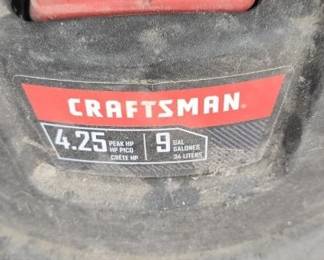 CRAFTSMAN®
4.25 PEAK HP
HP PICO
CRÊTE HP
9 GAL
GALONES
34 LITERS